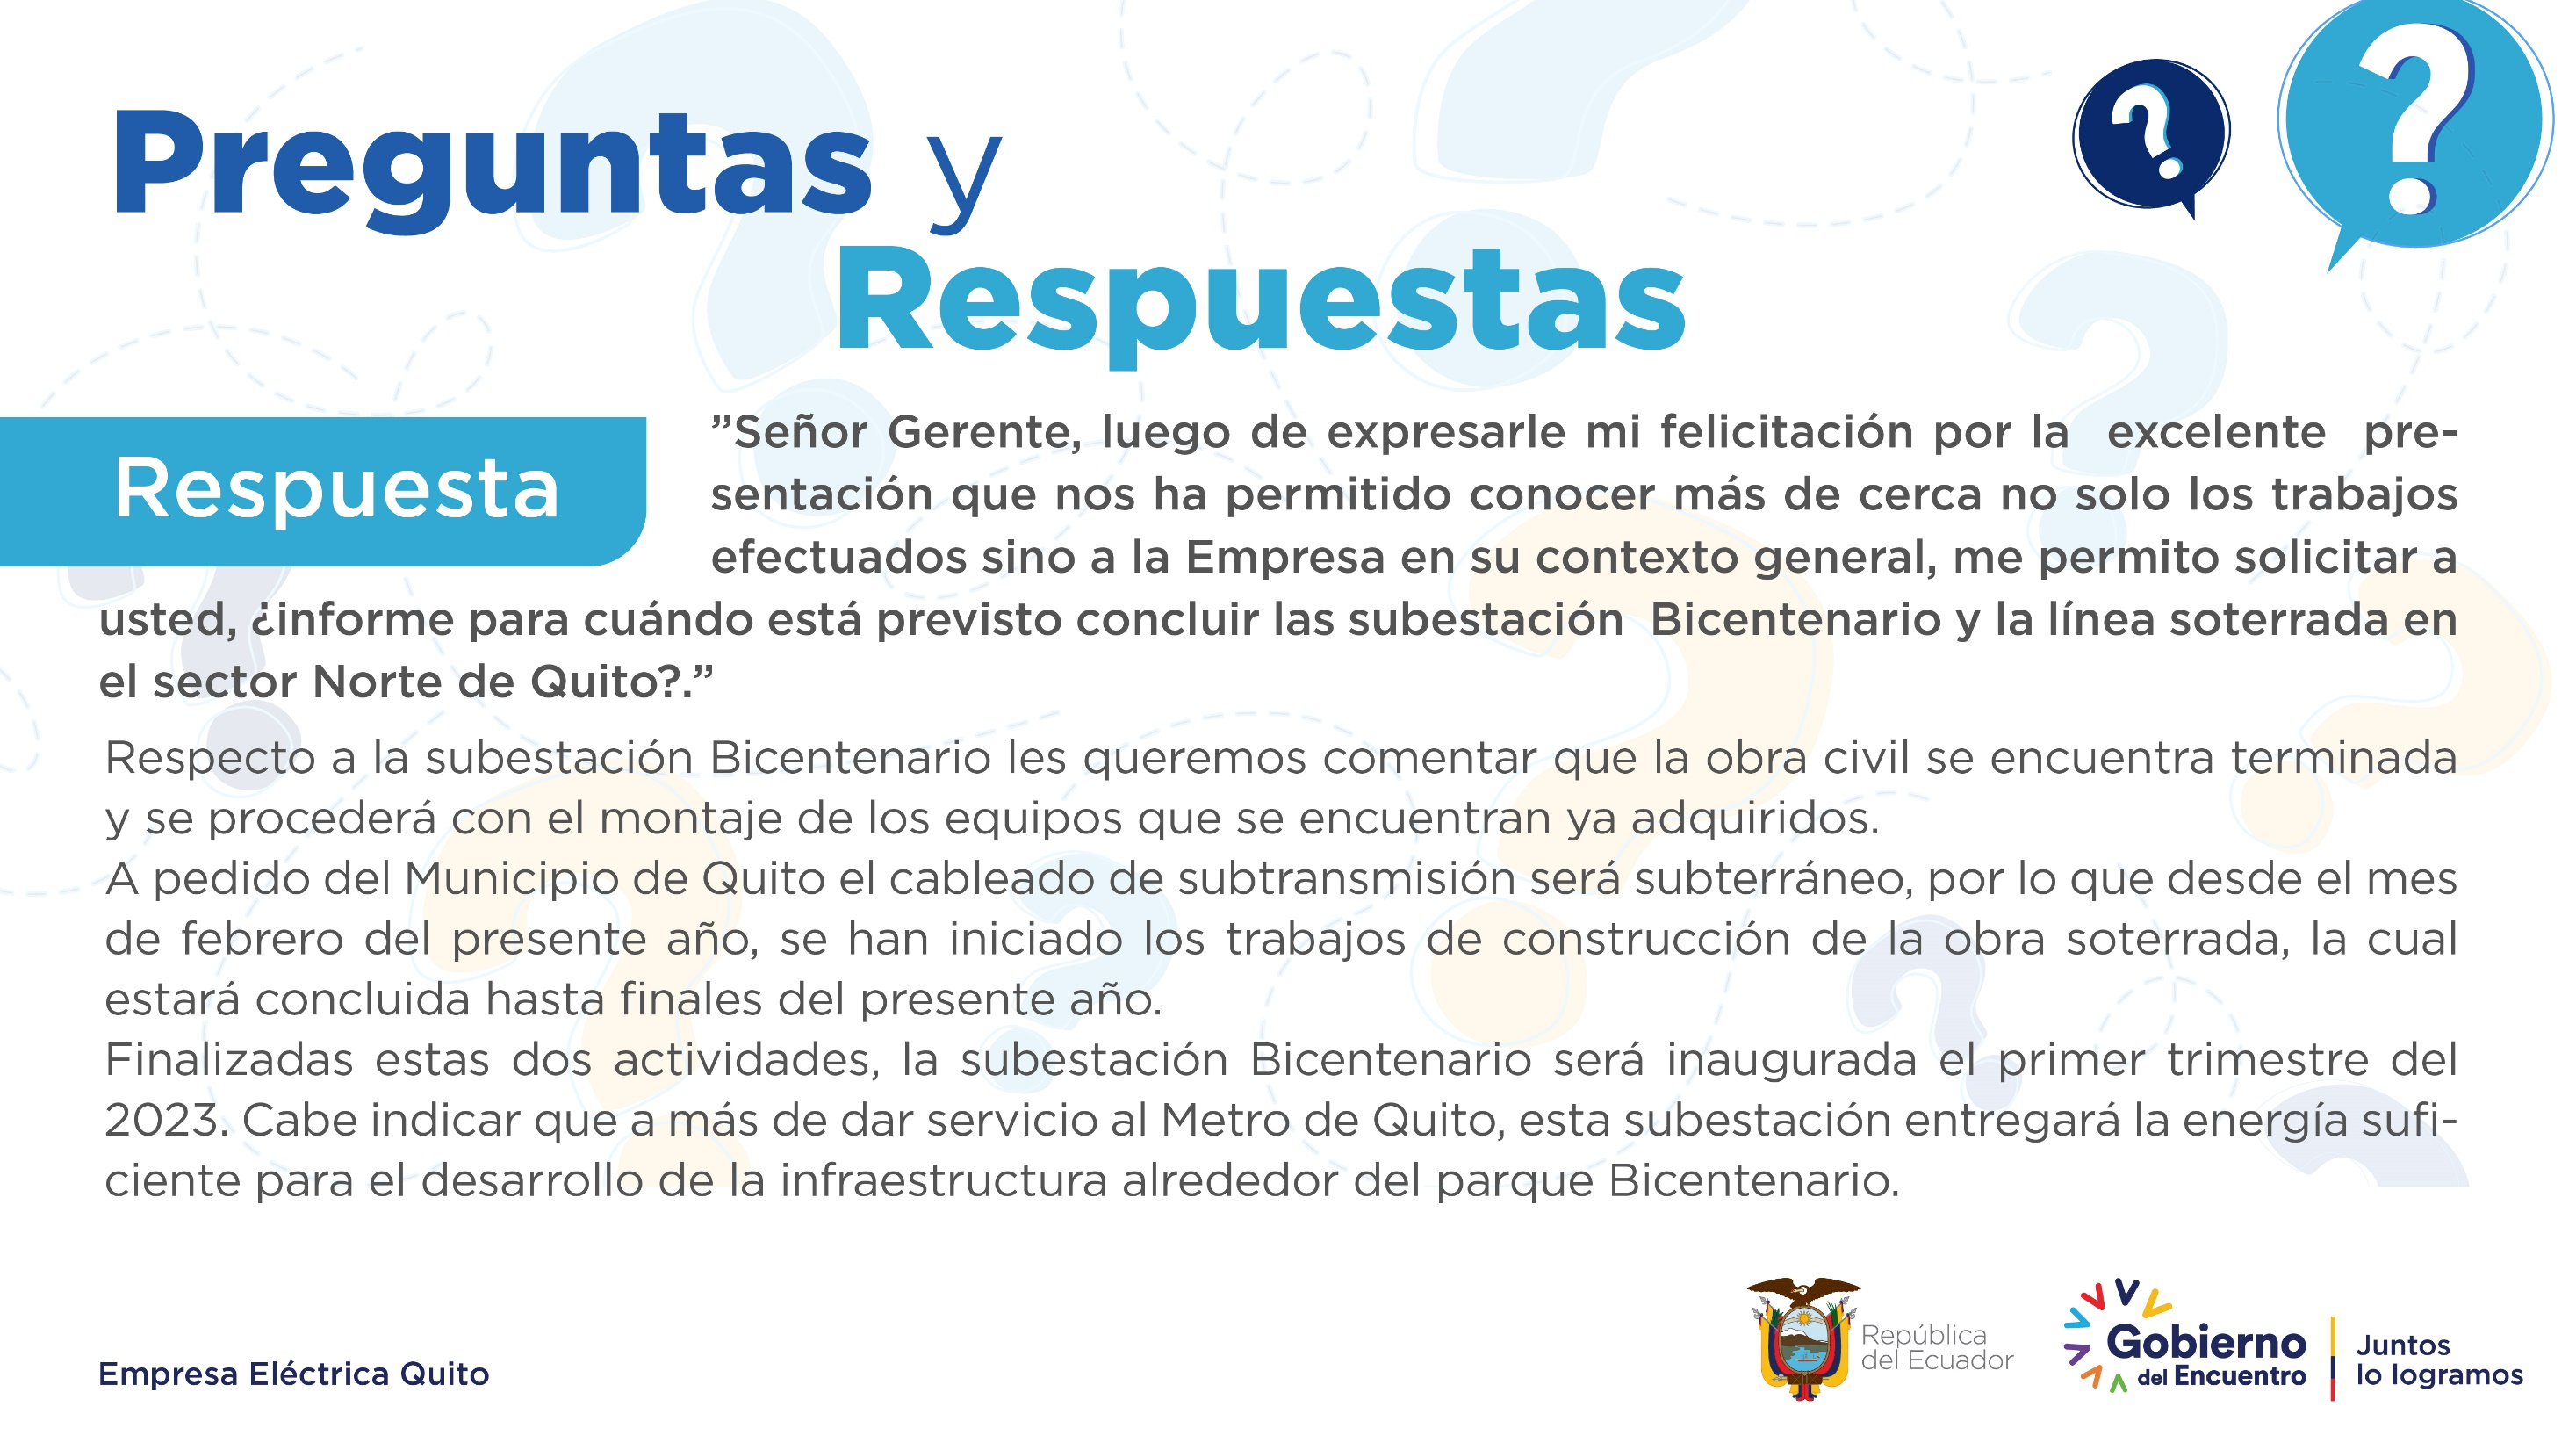 Preguntas y
Respuestas
Respuesta
”Señor Gerente, luego de expresarle mi felicitación por la excelente pre-
sentación que nos ha permitido conocer más de cerca no solo los trabajos
efectuados sino a la Empresa en su contexto general, me permito solicitar a
usted, ¿informe para cuándo está previsto concluir las subestación Bicentenario y la línea soterrada en
el sector Norte de Quito?.”
Respecto a la subestación Bicentenario les queremos comentar que la obra civil se encuentra terminada
y se procederá con el montaje de los equipos que se encuentran ya adquiridos.
A pedido del Municipio de Quito el cableado de subtransmisión será subterráneo, por lo que desde el mes
de febrero del presente año, se han iniciado los trabajos de construcción de la obra soterrada, la cual
estará concluida hasta finales del presente año.
Finalizadas estas dos actividades, la subestación Bicentenario será inaugurada el primer trimestre del
2023. Cabe indicar que a más de dar servicio al Metro de Quito, esta subestación entregará la energía sufi-
ciente para el desarrollo de la infraestructura alrededor del parque Bicentenario.
Empresa Eléctrica Quito
República
del Ecuador
Gobierno
del Encuentro
Juntos
lo logramos